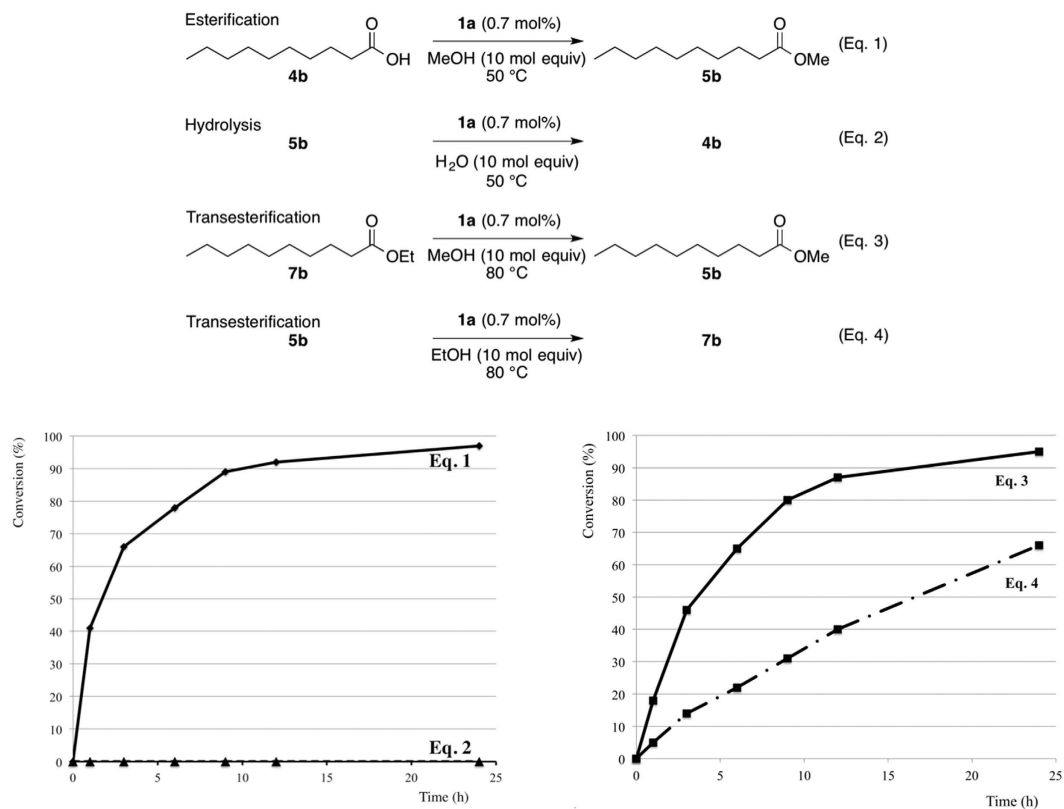 Esterification
O
OH
4b
1a (0.7 mol%)
MeOH (10 mol equiv)
50 °C
O
OMe
5b
(Eq. 1)
Hydrolysis
5b
1a (0.7 mol%)
H2O (10 mol equiv)
50 °C
4b
(Eq. 2)
Transesterification
O
OEt
7b
1a (0.7 mol%)
MeOH (10 mol equiv)
80 °C
O
OMe
5b
(Eq. 3)
Transesterification
5b
1a (0.7 mol%)
EtOH (10 mol equiv)
80 °C
7b
(Eq. 4)
Conversion (%)
100
90
80
70
60
50
40
30
20
10
0
Eq. 1
Eq. 2
0 5 10 15 20 25
Time (h)
Conversion (%)
100
90
80
70
60
50
40
30
20
10
0
Eq. 3
Eq. 4
0 5 10 15 20 25
Time (h)